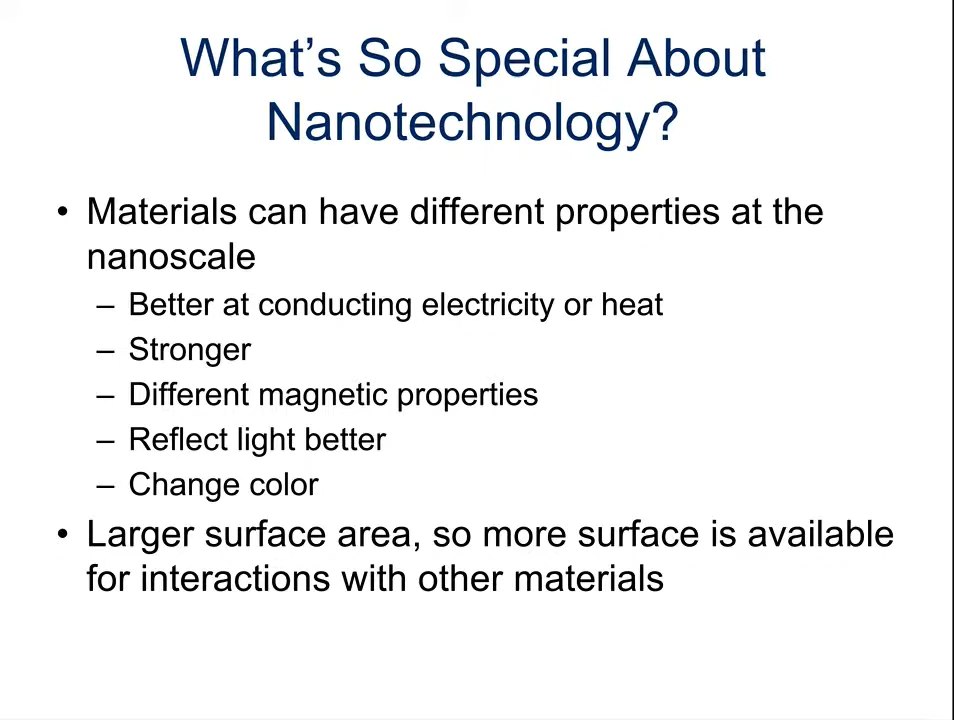 What’s So Special About
Nanotechnology?
• Materials can have different properties at the
nanoscale
– Better at conducting electricity or heat
– Stronger
– Different magnetic properties
– Reflect light better
– Change color
• Larger surface area, so more surface is available
for interactions with other materials